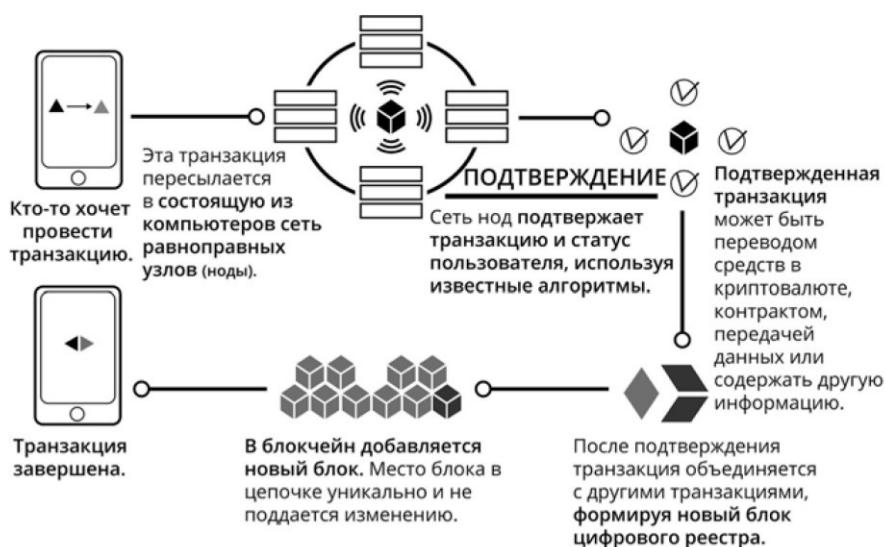 Кто-то хочет
провести
транзакцию.
Эта транзакция
пересылается
в состоящую из
компьютеров сеть
равноправных
узлов (ноды).
ПОДТВЕРЖДЕНИЕ
Сеть нод подтвержает
транзакцию и статус
пользователя, используя
известные алгоритмы.
Подтвержденная
транзакция
может быть
переводом
средств в
криптовалюте,
контрактом,
передачей
данных или
содержать другую
информацию.
После подтверждения
транзакция объединяется
с другими транзакциями,
формируя новый блок
цифрового реестра.
В блокчейн добавляется
новый блок. Место блока в
цепочке уникально и не
поддается изменению.
Транзакция
завершена.